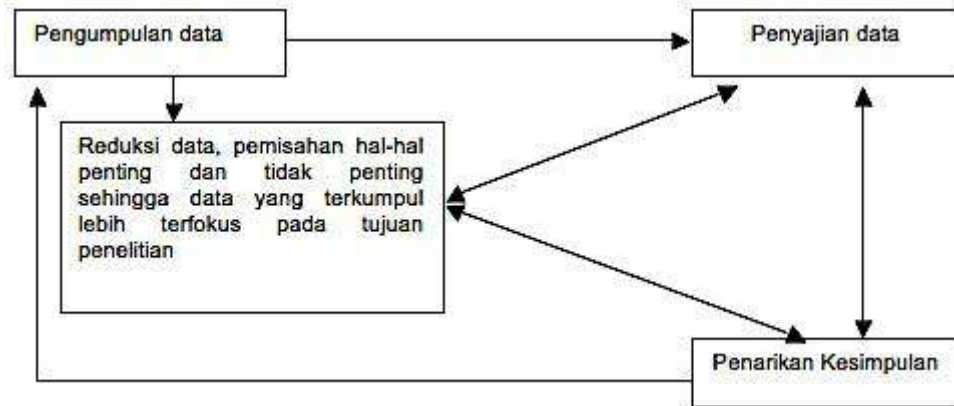 Pengumpulan data
Penyajian data
Reduksi data, pemisahan hal-hal
penting dan tidak penting
sehingga data yang terkumpul
lebih terfokus pada tujuan
penelitian
Penarikan Kesimpulan